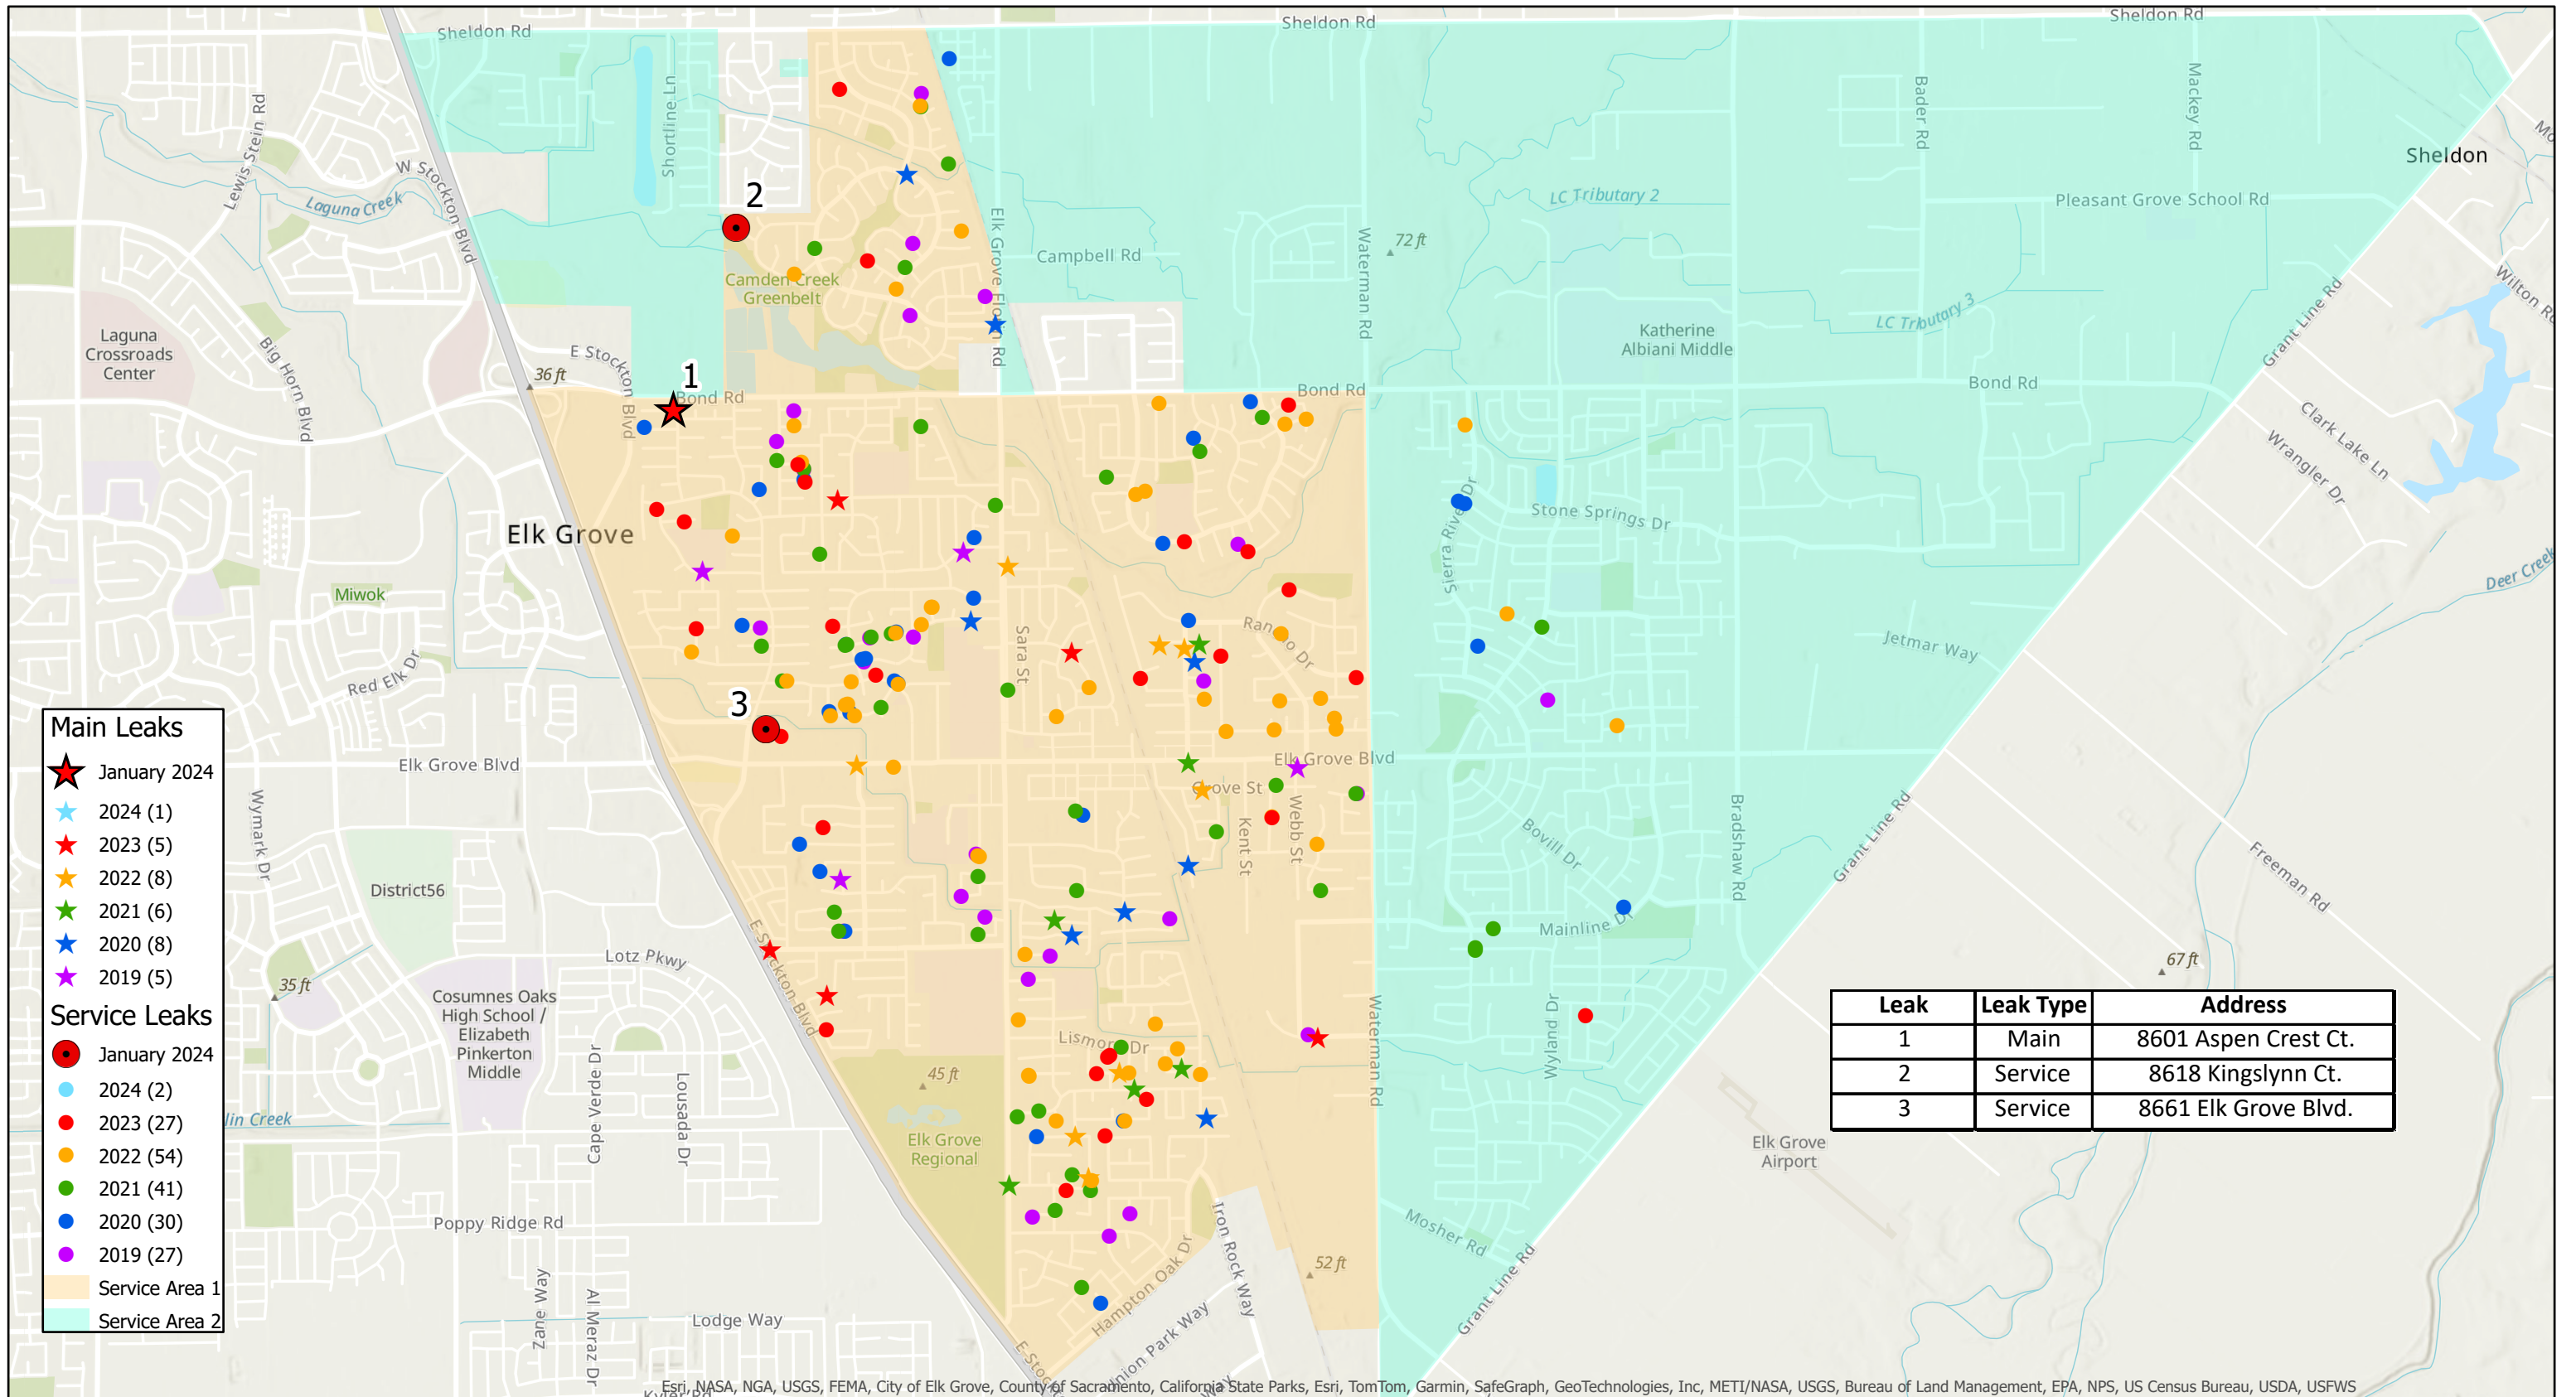 Sheldon Rd
Sheldon Rd
Sheldon Rd
Lewis Stein Rd
Shortline Ln
Bader Rd
Mackey Rd
Sheldon
W Stockton Blvd
Laguna Creek
2
LC Tributary 2
Pleasant Grove School Rd
Elk Grove Florin Rd
Campbell Rd
Waterman Rd
72 ft
Camden Creek
Greenbelt
Wilton Rd
Grant Line Rd
LC Tributary 3
Katherine
Albiani Middle
Laguna
Crossroads
Center
Big Horn Blvd
E Stockton Blvd
36 ft
1
Bond Rd
Bond Rd
Bond Rd
Clark Lake Ln
Wrangler Dr
Elk Grove
Sierra River Dr
Stone Springs Dr
Deer Creek
Miwok
Sara St
Jetmar Way
Red Elk Dr
3
Elk Grove Blvd
Elk Grove Blvd
Grove St
Kent St
Webb St
Wymark Dr
Bovill Dr
Bradshaw Rd
Grant Line Rd
Freeman Rd
District56
Mainline Dr
E Stockton Blvd
Lotz Pkwy
35 ft
67 ft
Cosumnes Oaks
High School /
Elizabeth
Pinkerton
Middle
Cape Verde Dr
Lousada Dr
Lismore Dr
Waterman Rd
Wyland Dr
45 ft
Elk Grove
Regional
lin Creek
Elk Grove
Airport
Poppy Ridge Rd
Iron Rock Way
Mosher Rd
Hampton Oak Dr
52 ft
Grant Line Rd
Zane Way
Al Meraz Dr
Lodge Way
Union Park Way
Main Leaks
January 2024
2024 (1)
2023 (5)
2022 (8)
2021 (6)
2020 (8)
2019 (5)
Service Leaks
January 2024
2024 (2)
2023 (27)
2022 (54)
2021 (41)
2020 (30)
2019 (27)
Service Area 1
Service Area 2
Leak Leak Type Address
1 Main 8601 Aspen Crest Ct.
2 Service 8618 Kingslynn Ct.
3 Service 8661 Elk Grove Blvd.
Esri, NASA, NGA, USGS, FEMA, City of Elk Grove, County of Sacramento, California State Parks, Esri, TomTom, Garmin, SafeGraph, GeoTechnologies, Inc, METI/NASA, USGS, Bureau of Land Management, EPA, NPS, US Census Bureau, USDA, USFWS